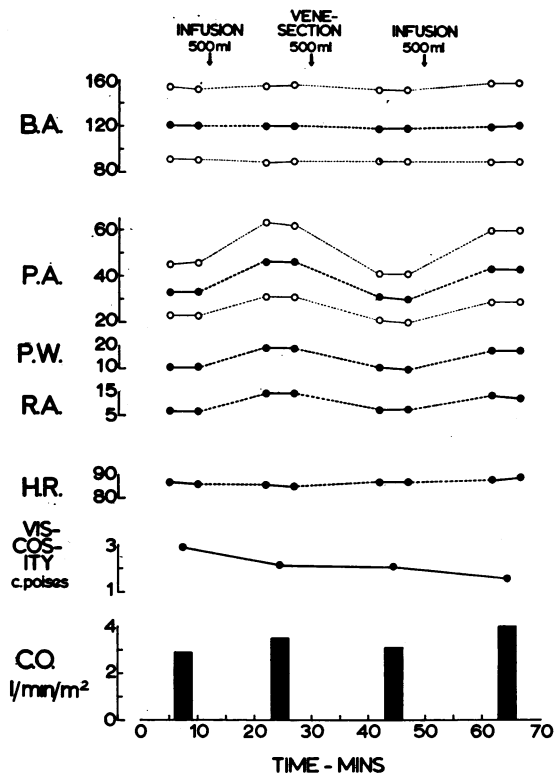 INFUSION
500ml
VENE-
SECTION
500ml
INFUSION
500ml
160
B.A. 120
80
60
P.A. 40
20
P.W. 20
10
R.A. 15
5
H.R. 90
80
VIS-
COS-
ITY
c.poises
3
1
4
C.O. 2
l/min/m²
0
0 10 20 30 40 50 60 70
TIME - MINS